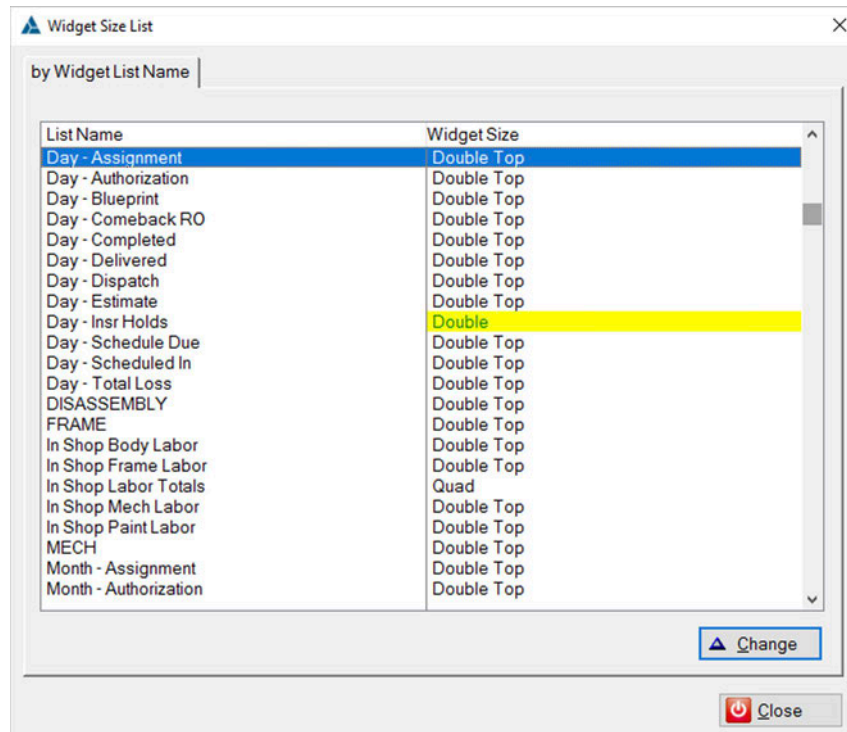 Widget Size List
by Widget List Name
List Name Widget Size
Day - Assignment Double Top
Day - Authorization Double Top
Day - Blueprint Double Top
Day - Comeback RO Double Top
Day - Completed Double Top
Day - Delivered Double Top
Day - Dispatch Double Top
Day - Estimate Double Top
Day - Insr Holds Double
Day - Schedule Due Double Top
Day - Scheduled In Double Top
Day - Total Loss Double Top
DISASSEMBLY Double Top
FRAME Double Top
In Shop Body Labor Double Top
In Shop Frame Labor Double Top
In Shop Labor Totals Quad
In Shop Mech Labor Double Top
In Shop Paint Labor Double Top
MECH Double Top
Month - Assignment Double Top
Month - Authorization Double Top
Change
Close